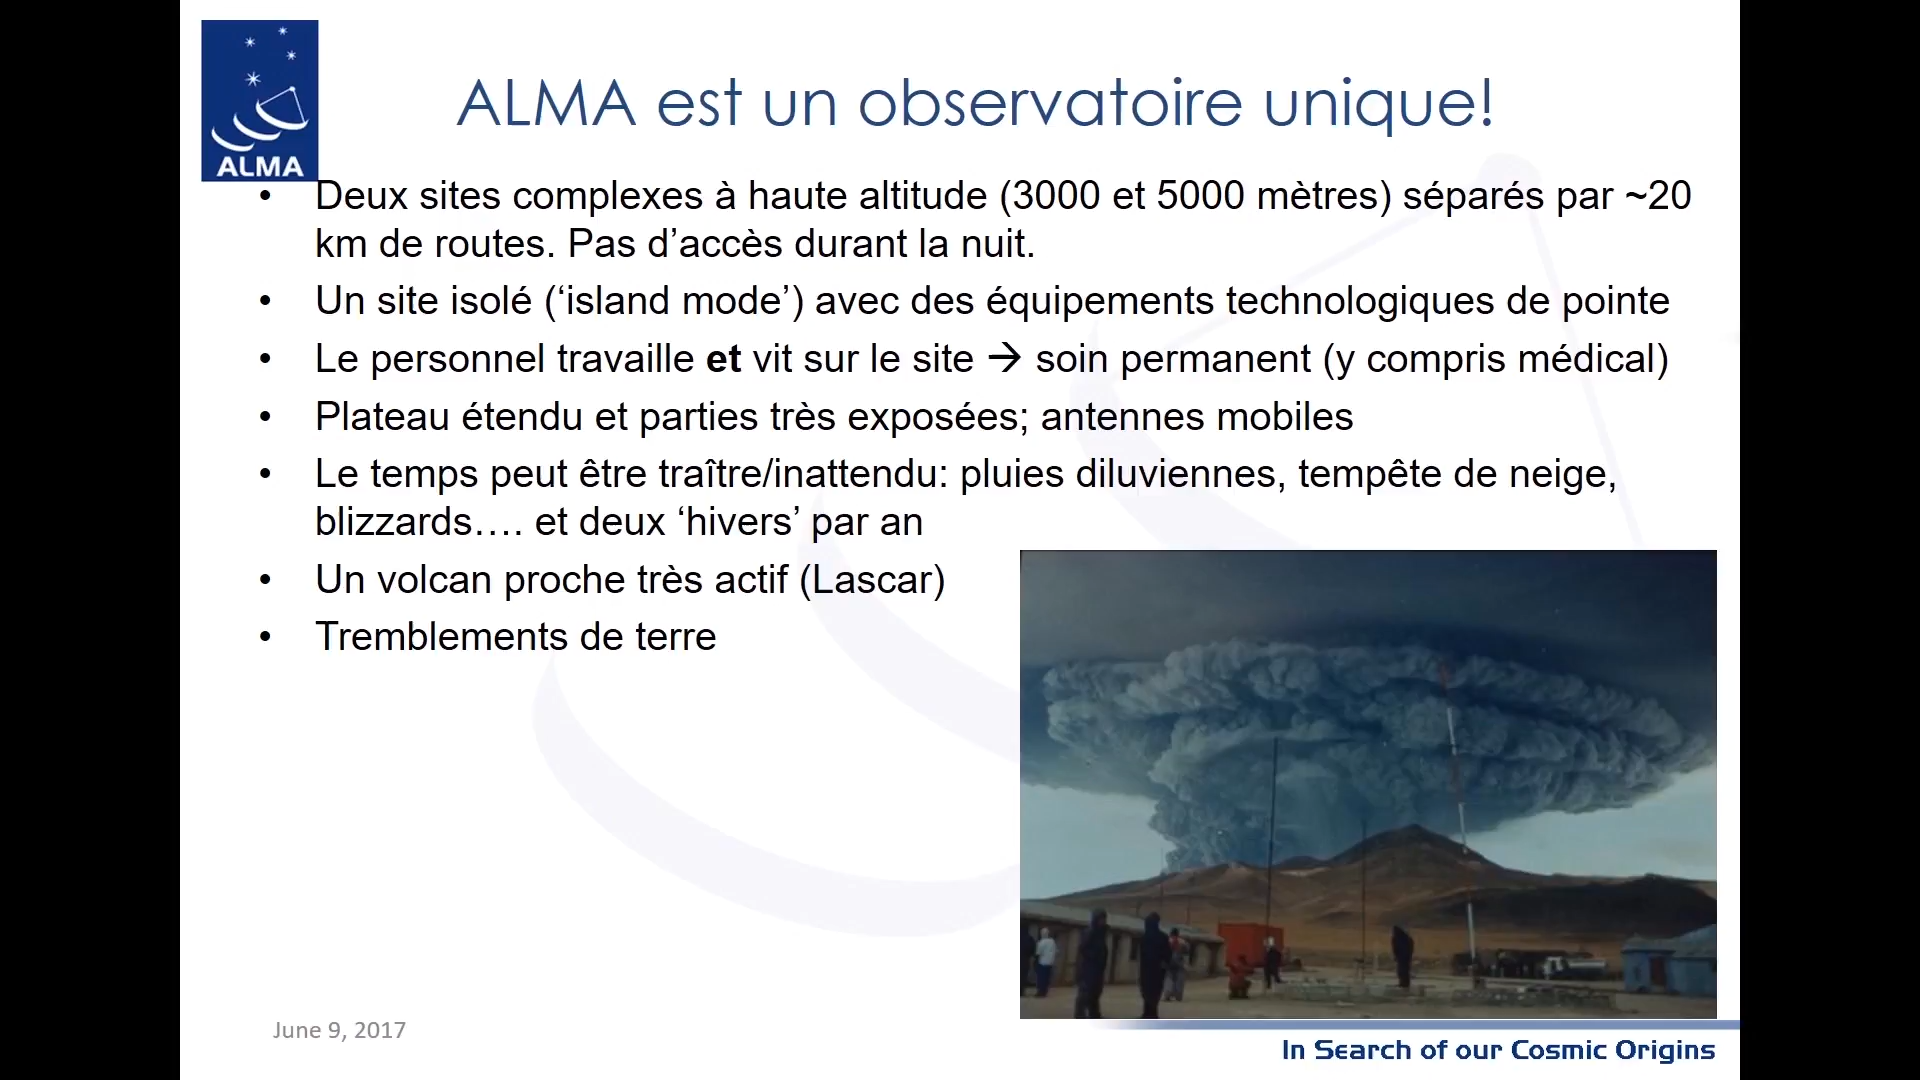 ALMA
ALMA est un observatoire unique!
• Deux sites complexes à haute altitude (3000 et 5000 mètres) séparés par ~20
km de routes. Pas d’accès durant la nuit.
• Un site isolé (‘island mode’) avec des équipements technologiques de pointe
• Le personnel travaille et vit sur le site → soin permanent (y compris médical)
• Plateau étendu et parties très exposées; antennes mobiles
• Le temps peut être traître/inattendu: pluies diluviennes, tempête de neige,
blizzards…. et deux ‘hivers’ par an
• Un volcan proche très actif (Lascar)
• Tremblements de terre
June 9, 2017
In Search of our Cosmic Origins